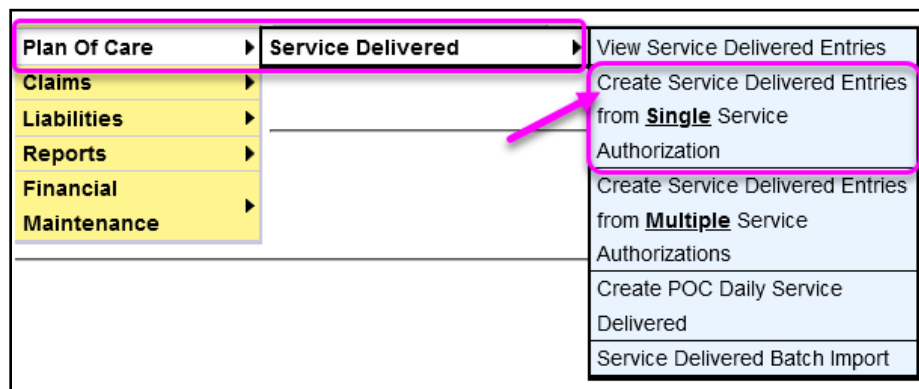 Plan Of Care
Service Delivered
View Service Delivered Entries
Claims
Create Service Delivered Entries
from Single Service
Authorization
Liabilities
Reports
Financial
Maintenance
Create Service Delivered Entries
from Multiple Service
Authorizations
Create POC Daily Service
Delivered
Service Delivered Batch Import